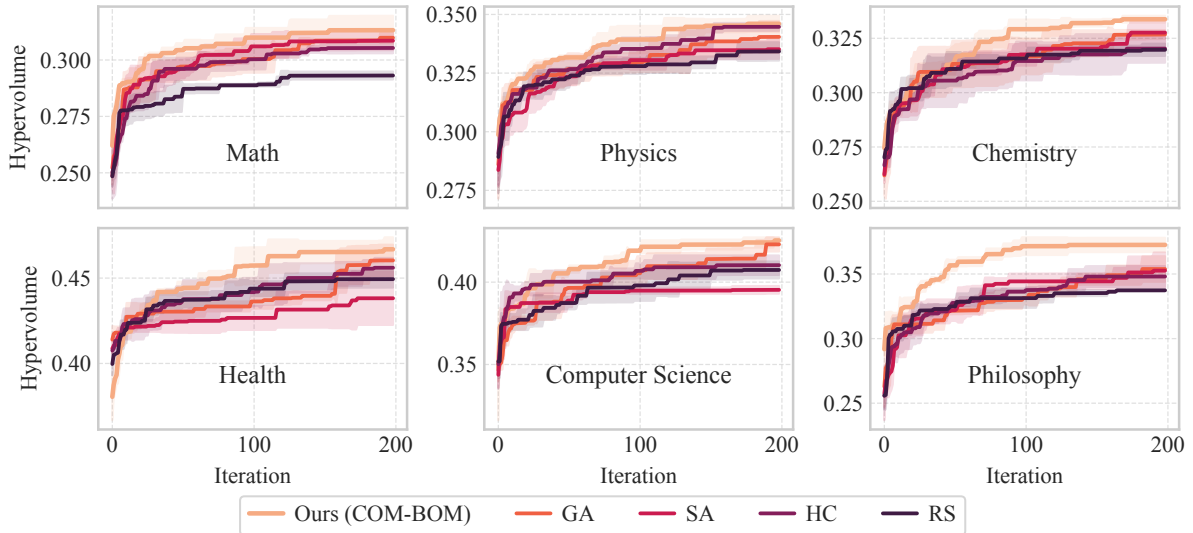 Hypervolume
0.300
0.275
0.250
Math
0.350
0.325
0.300
0.275
Physics
0.325
0.300
0.275
0.250
Chemistry
Hypervolume
0.45
0.40
Health
0.40
0.35
Computer Science
0.35
0.30
0.25
Philosophy
0 100 200
0 100 200
0 100 200
Iteration Iteration Iteration
Ours (COM-BOM) GA SA HC RS